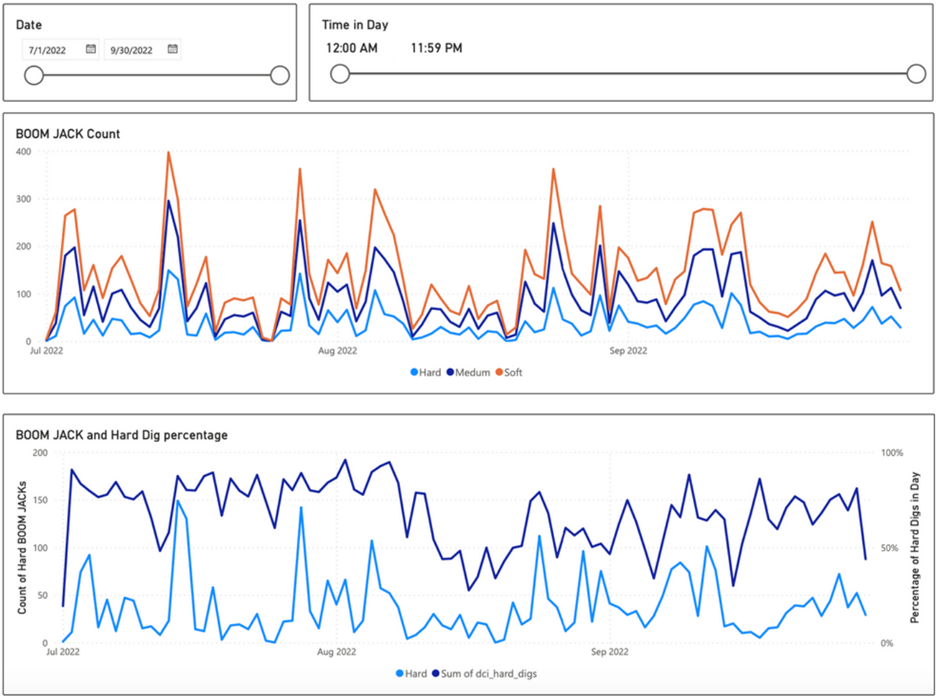 Date
7/1/2022 9/30/2022
Time in Day
12:00 AM 11:59 PM
BOOM JACK Count
400
300
200
100
0
Jul 2022 Aug 2022 Sep 2022
Hard Medum Soft
BOOM JACK and Hard Dig percentage
Count of Hard BOOM JACKs
200
150
100
50
0
100%
50%
0%
Percentage of Hard Digs in Day
Jul 2022 Aug 2022 Sep 2022
Hard Sum of dci_hard_digs